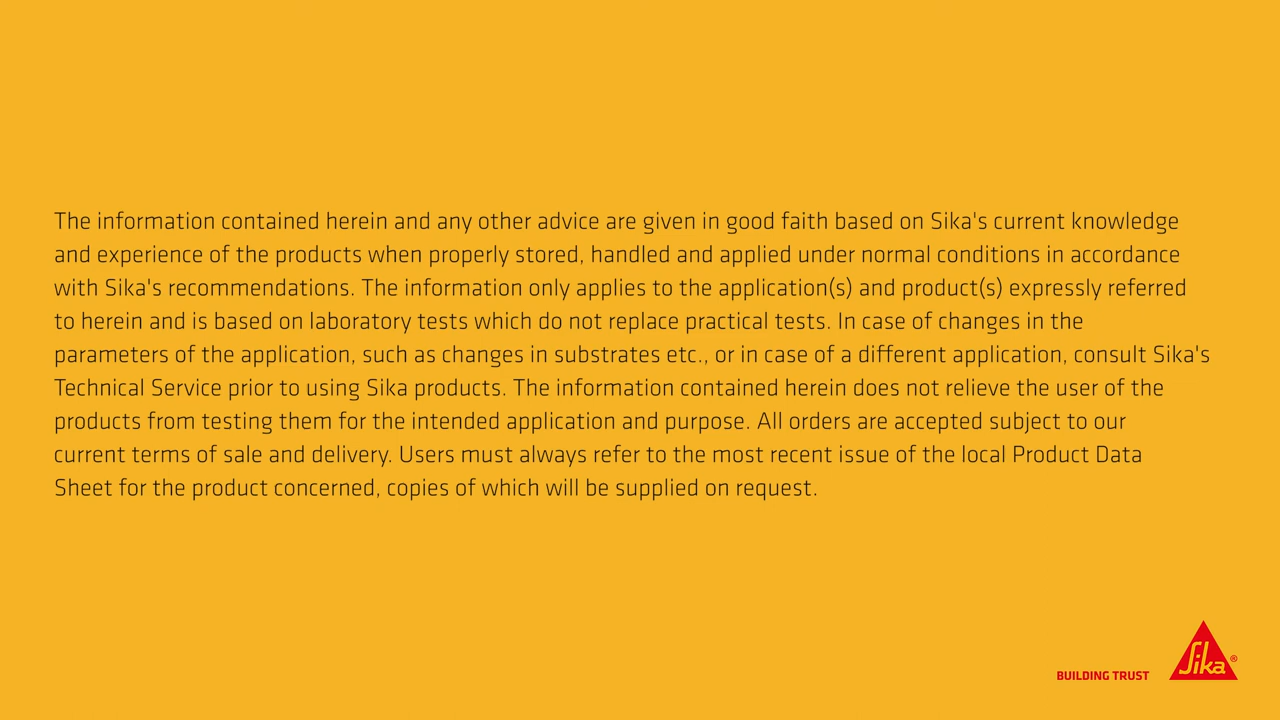 The information contained herein and any other advice are given in good faith based on Sika's current knowledge
and experience of the products when properly stored, handled and applied under normal conditions in accordance
with Sika's recommendations. The information only applies to the application(s) and product(s) expressly referred
to herein and is based on laboratory tests which do not replace practical tests. In case of changes in the
parameters of the application, such as changes in substrates etc., or in case of a different application, consult Sika's
Technical Service prior to using Sika products. The information contained herein does not relieve the user of the
products from testing them for the intended application and purpose. All orders are accepted subject to our
current terms of sale and delivery. Users must always refer to the most recent issue of the local Product Data
Sheet for the product concerned, copies of which will be supplied on request.
BUILDING TRUST
Sika®